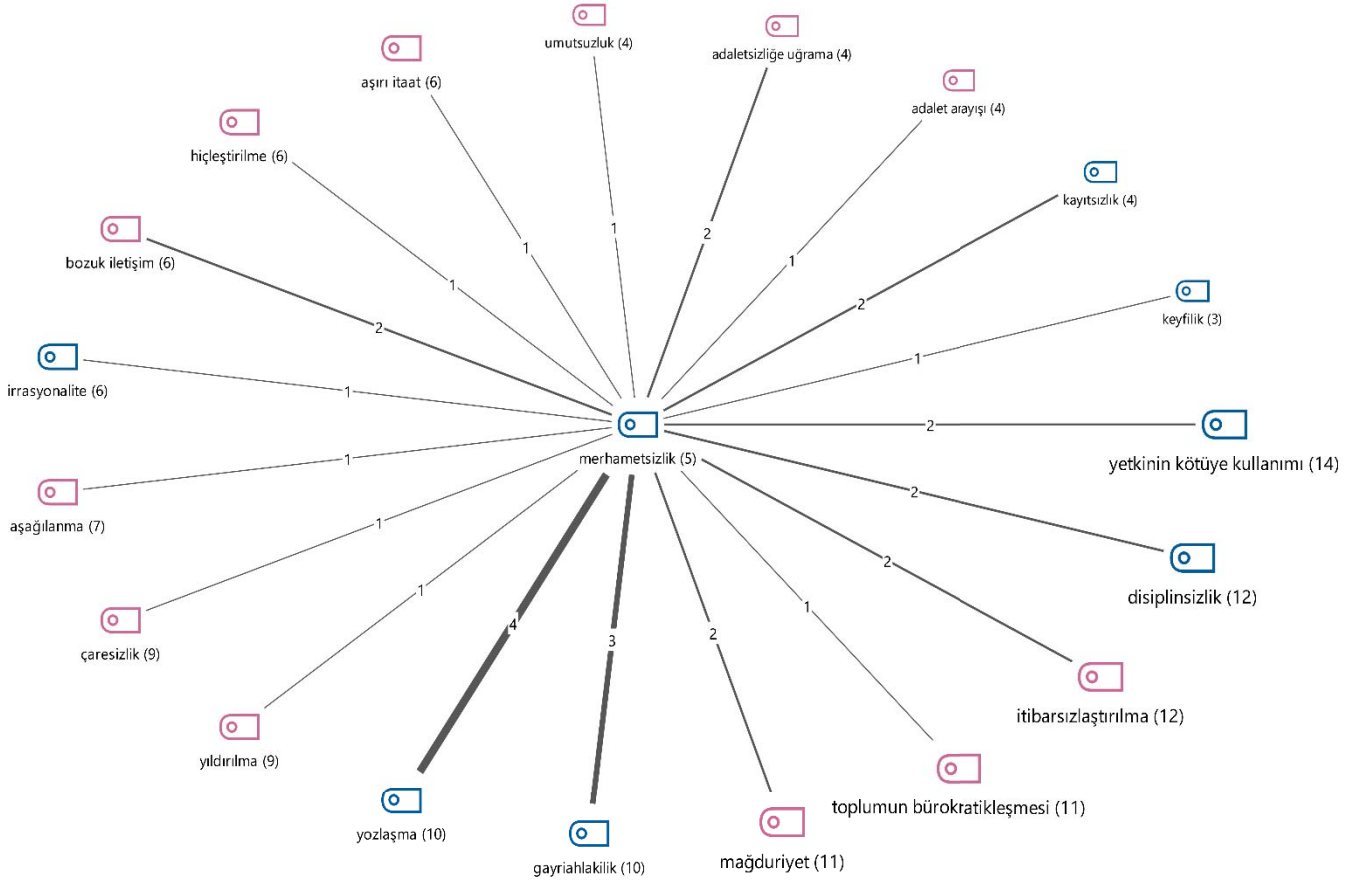 umutsuzluk (4)
adaletsizliğe uğrama (4)
aşırı itaat (6)
adalet arayışı (4)
hiçleştirilme (6)
kayıtsızlık (4)
bozuk iletişim (6)
keyfilik (3)
irrasyonalite (6)
merhametsizlik (5)
yetkinin kötüye kullanımı (14)
aşağılanma (7)
disiplinsizlik (12)
çaresizlik (9)
itibarsızlaştırılma (12)
yıldırılma (9)
toplumun bürokratikleşmesi (11)
yozlaşma (10)
gayriahlakilik (10)
mağduriyet (11)
1
2
1
1
1
2
2
1
1
2
1
2
1
2
1
1
4
3
2
1